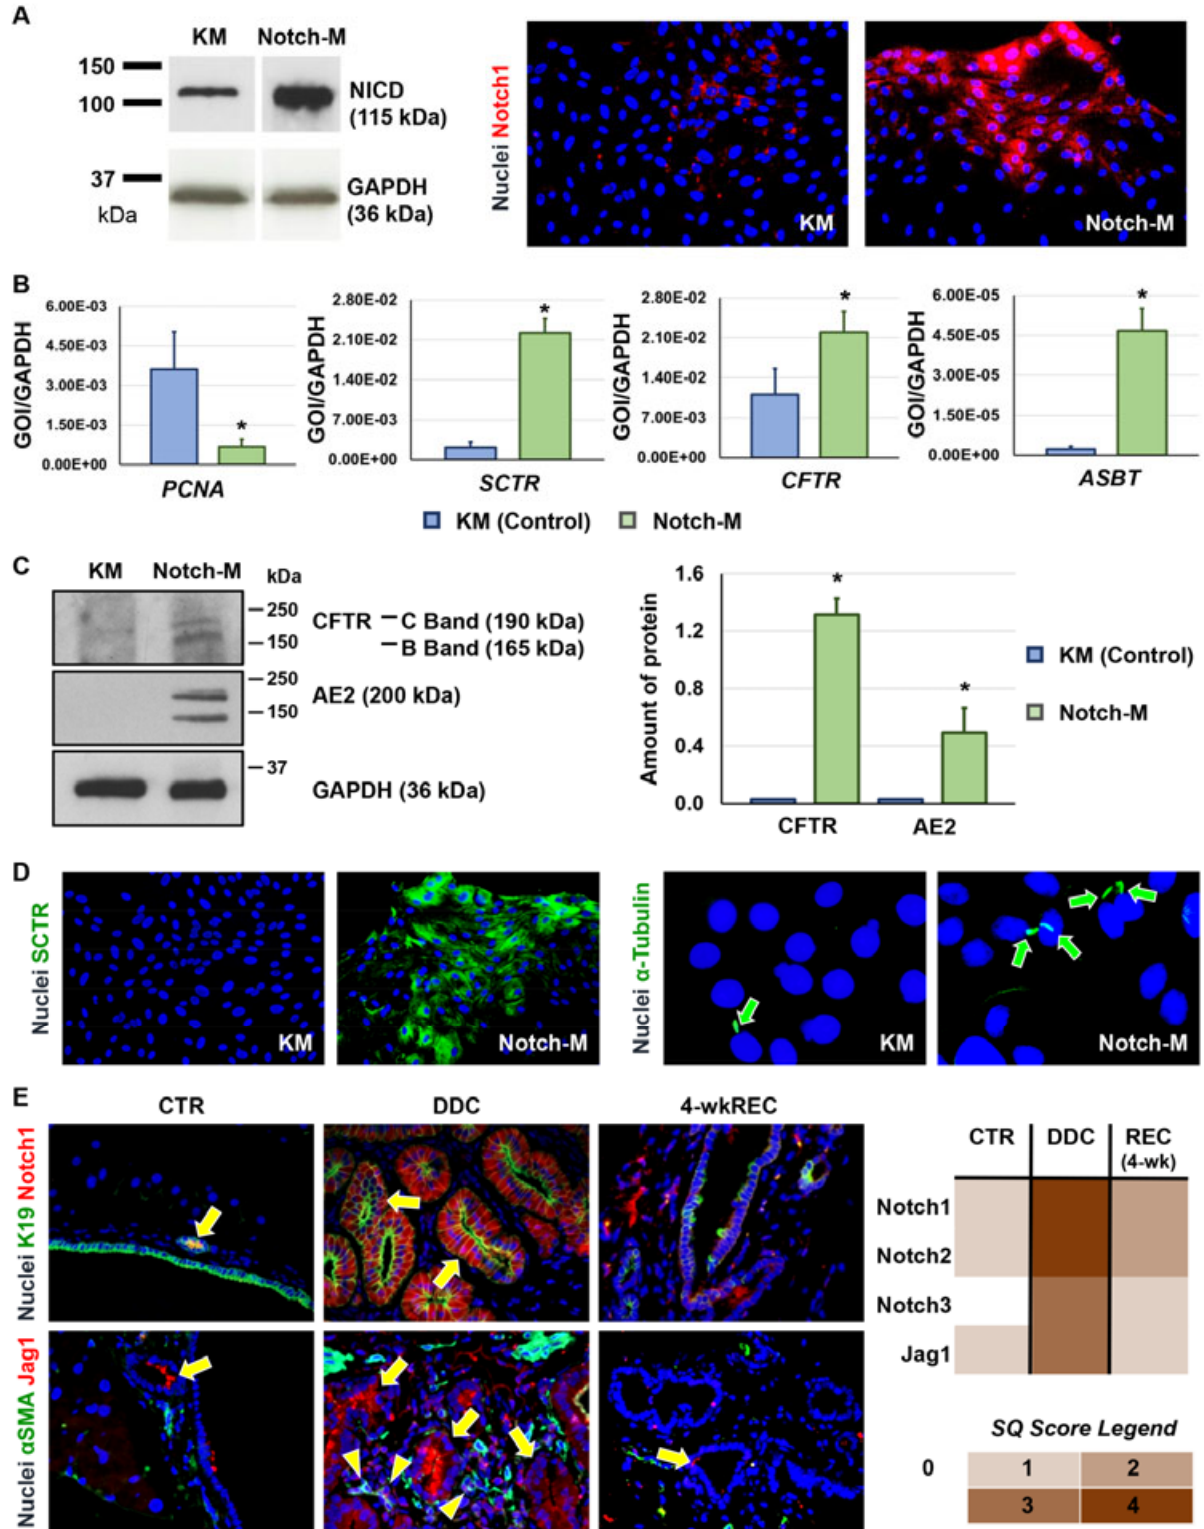 A
KM Notch-M
150
100
37
kDa
NICD
(115 kDa)
GAPDH
(36 kDa)
Nuclei Notch1
KM
Notch-M
B
GOI/GAPDH
6.00E-03
4.50E-03
3.00E-03
1.50E-03
0.00E+00
*
PCNA
GOI/GAPDH
2.80E-02
2.10E-02
1.40E-02
7.00E-03
0.00E+00
*
SCTR
GOI/GAPDH
2.80E-02
2.10E-02
1.40E-02
7.00E-03
0.00E+00
*
CFTR
GOI/GAPDH
6.00E-05
4.50E-05
3.00E-05
1.50E-05
0.00E+00
*
ASBT
KM (Control) Notch-M
C
KM Notch-M kDa
250
150
CFTR – C Band (190 kDa)
– B Band (165 kDa)
250
150
AE2 (200 kDa)
37
GAPDH (36 kDa)
Amount of protein
1.6
1.2
0.8
0.4
0.0
*
*
CFTR AE2
KM (Control)
Notch-M
D
Nuclei SCTR
KM
Notch-M
Nuclei α-Tubulin
KM
Notch-M
E
CTR DDC 4-wkREC
Nuclei K19 Notch1
Nuclei αSMA Jag1
CTR DDC REC
(4-wk)
Notch1
Notch2
Notch3
Jag1
SQ Score Legend
0 1 2
3 4